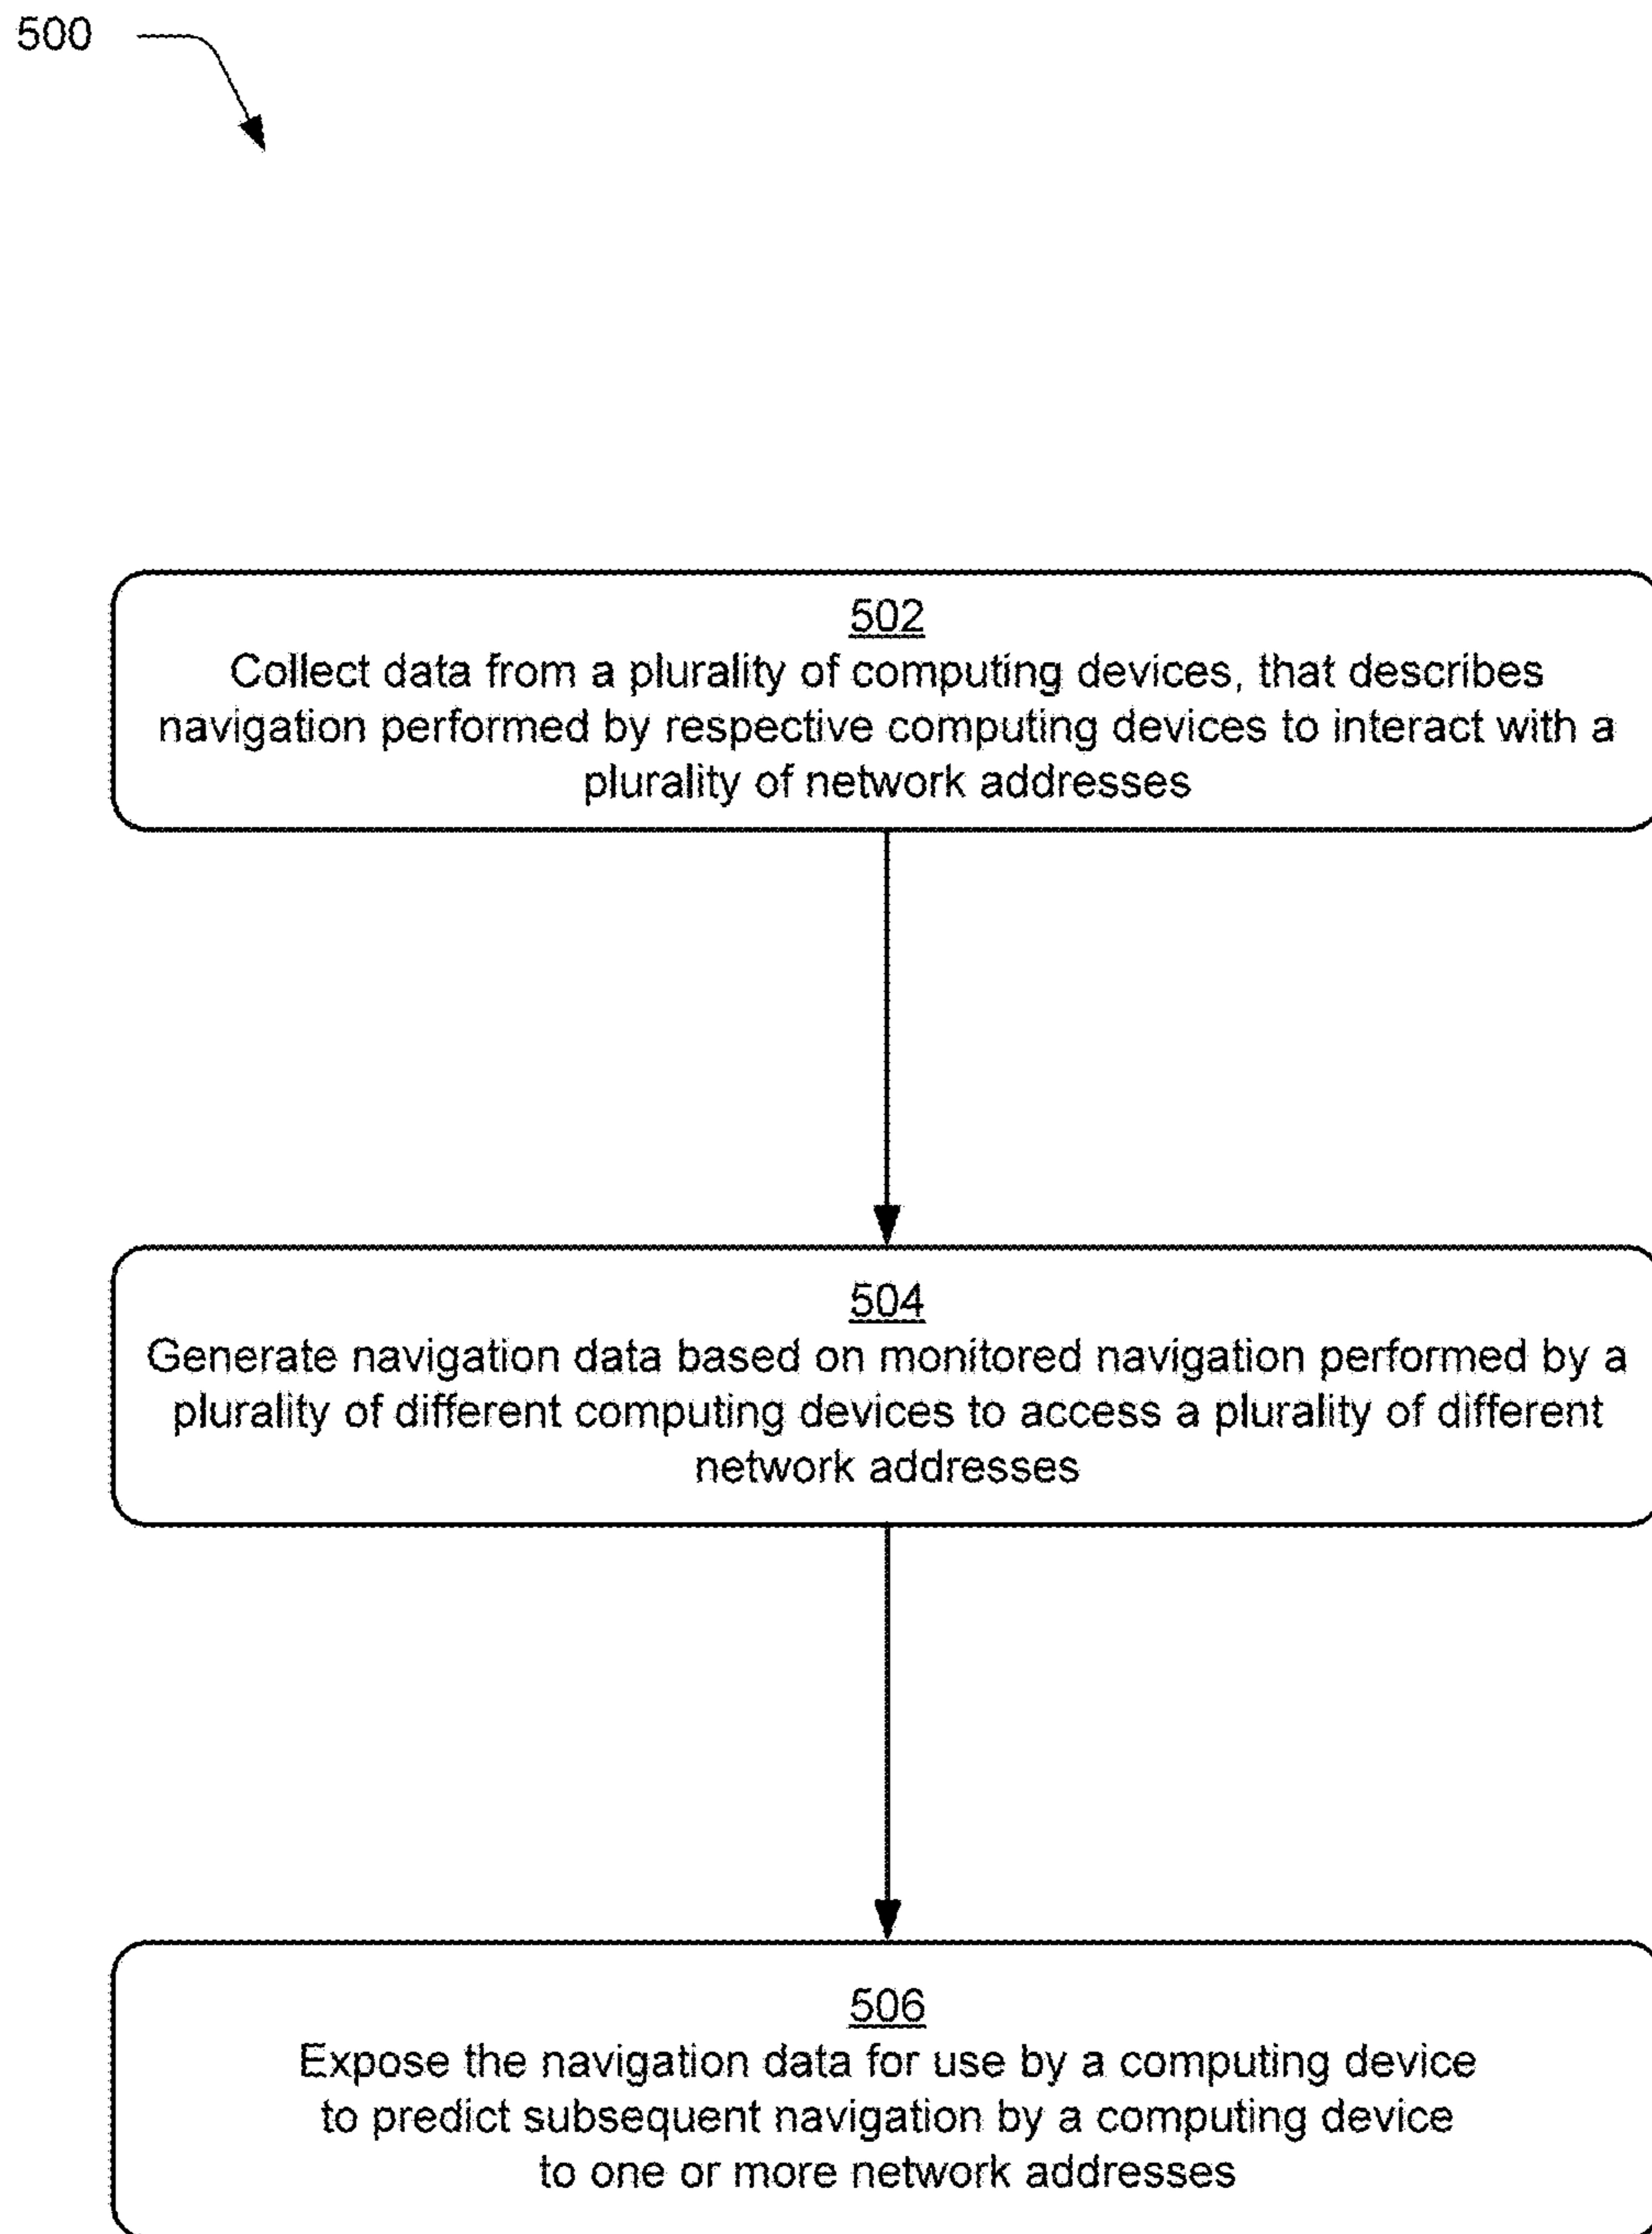 500
502
Collect data from a plurality of computing devices, that describes
navigation performed by respective computing devices to interact with a
plurality of network addresses
504
Generate navigation data based on monitored navigation performed by a
plurality of different computing devices to access a plurality of different
network addresses
506
Expose the navigation data for use by a computing device
to predict subsequent navigation by a computing device
to one or more network addresses